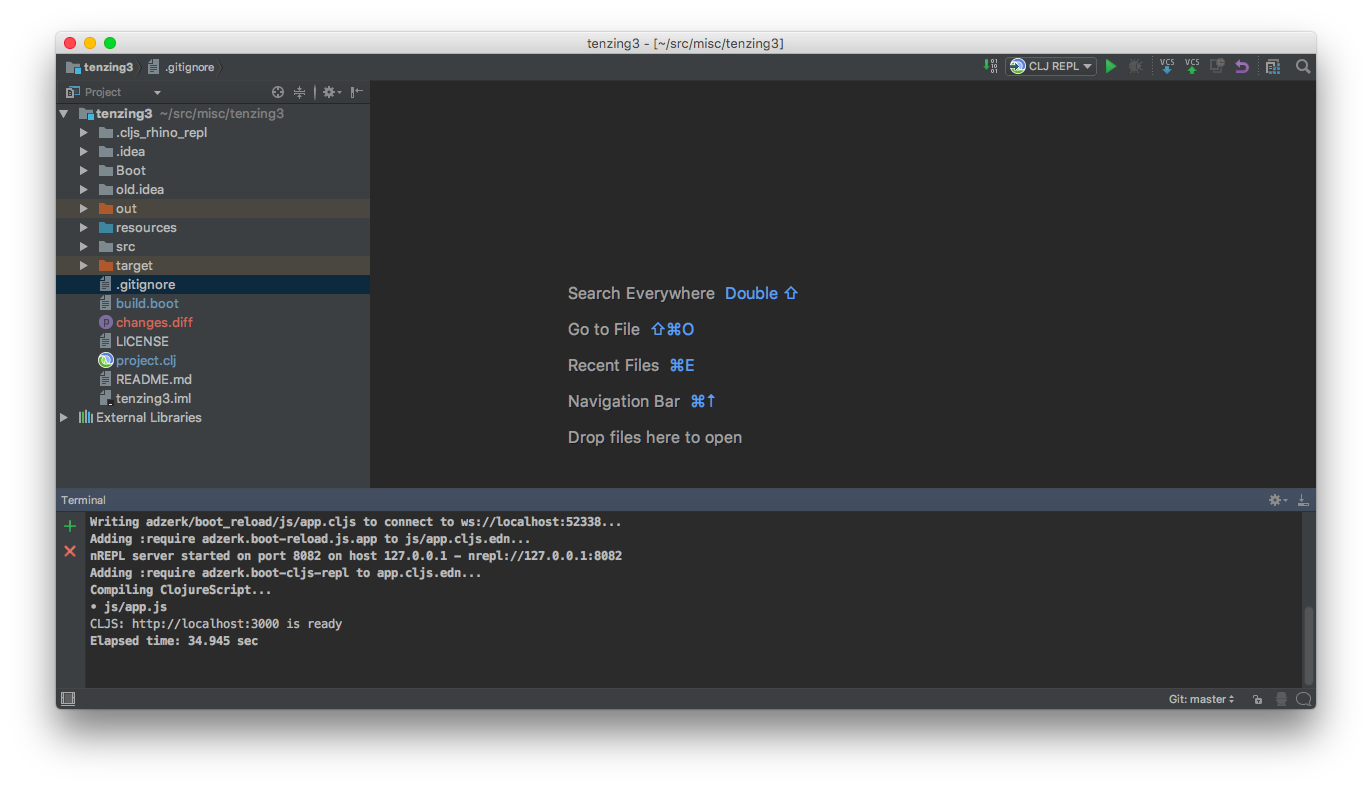 tenzing3 - [~/src/misc/tenzing3]
tenzing3 .gitignore CLJ REPL VCS VCS
Project
tenzing3 ~/src/misc/tenzing3
.cljs_rhino_repl
.idea
Boot
old.idea
out
resources
src
target
.gitignore
build.boot
changes.diff
LICENSE
project.clj
README.md
tenzing3.iml
External Libraries
Search Everywhere Double ⇧
Go to File ⇧⌘O
Recent Files ⌘E
Navigation Bar ⌘↑
Drop files here to open
Terminal
Writing adzerk/boot_reload/js/app.cljs to connect to ws://localhost:52338...
Adding :require adzerk.boot-reload.js.app to js/app.cljs.edn...
nREPL server started on port 8082 on host 127.0.0.1 - nrepl://127.0.0.1:8082
Adding :require adzerk.boot-cljs-repl to app.cljs.edn...
Compiling ClojureScript...
• js/app.js
CLJS: http://localhost:3000 is ready
Elapsed time: 34.945 sec
Git: master